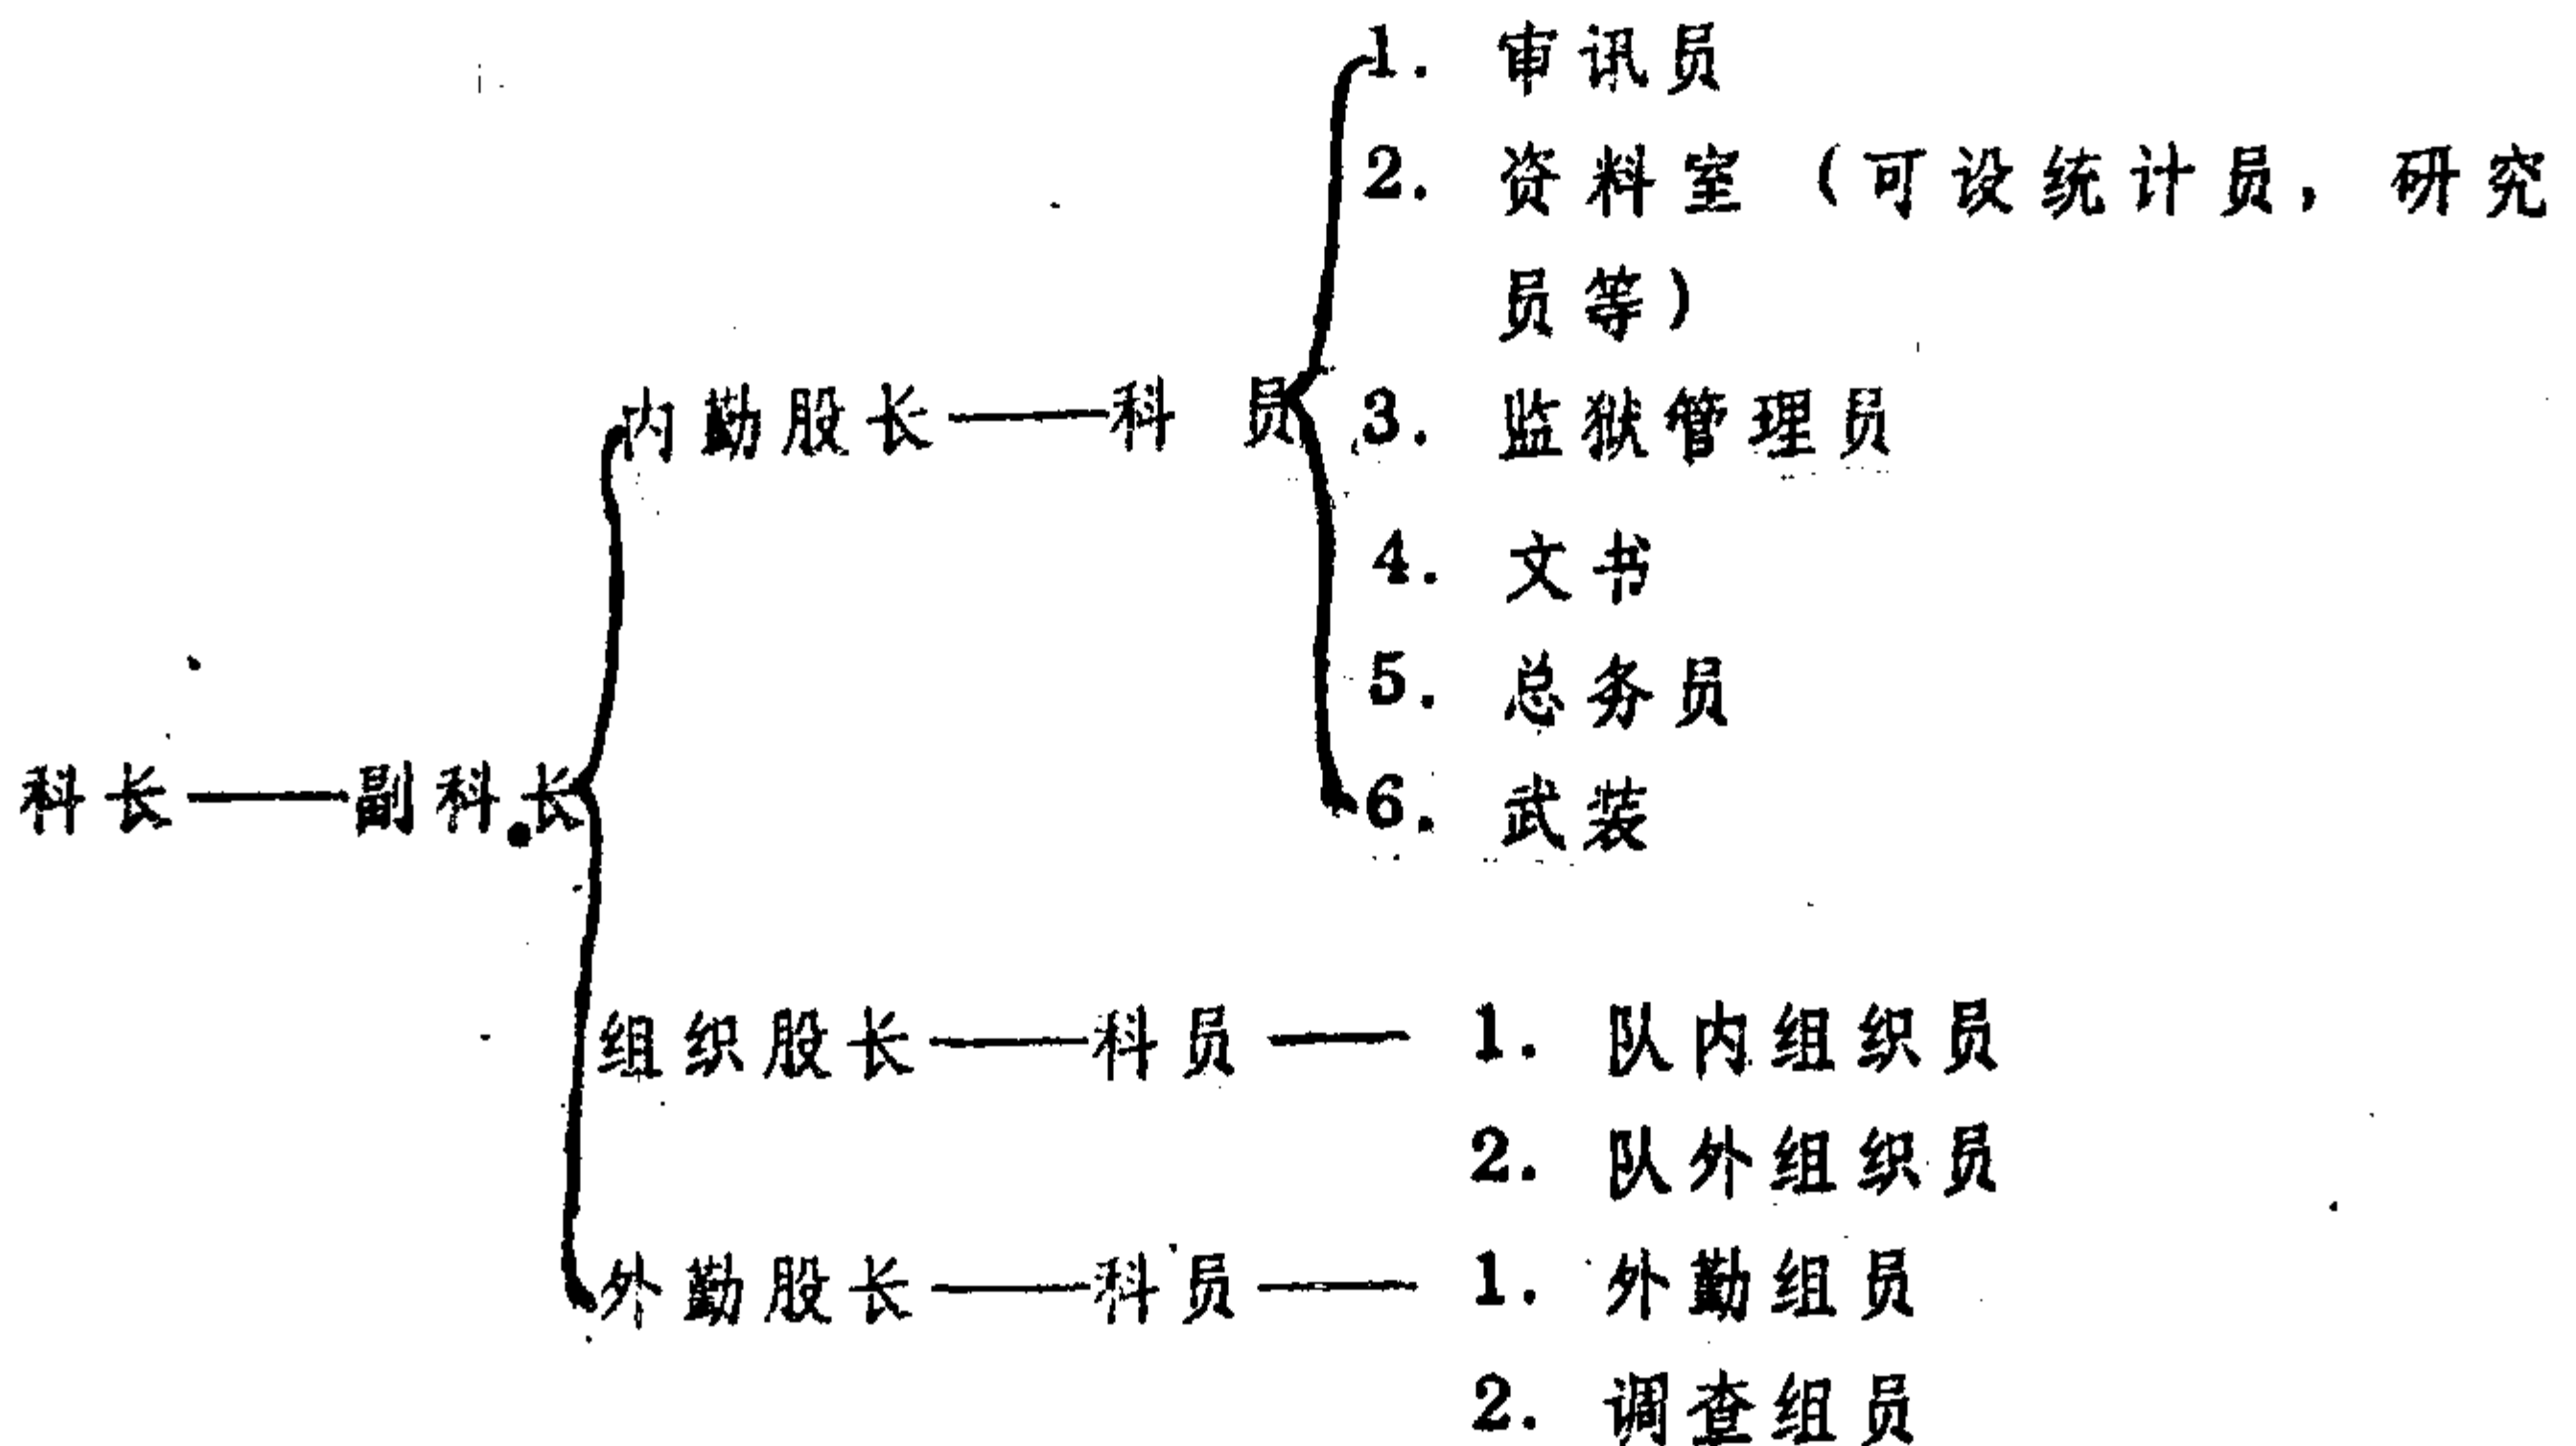 1. 审讯员
2. 资料室（可设统计员，研究
员等）
内勤股长——科 员 3. 监狱管理员
4. 文书
5. 总务员
科长——副科长 6. 武装
组织股长——科员—— 1. 队内组织员
2. 队外组织员
外勤股长——科员—— 1. 外勤组员
2. 调查组员